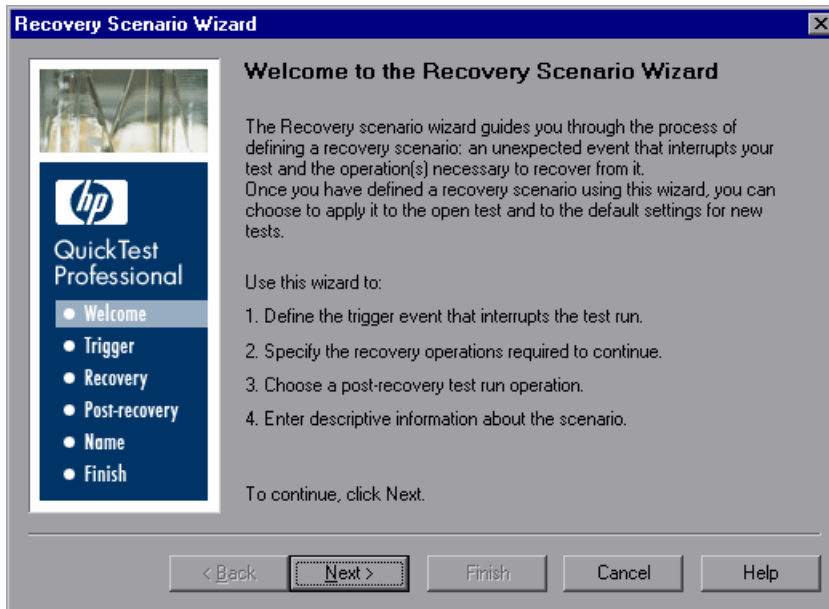 Recovery Scenario Wizard
Welcome to the Recovery Scenario Wizard
The Recovery scenario wizard guides you through the process of
defining a recovery scenario: an unexpected event that interrupts your
test and the operation(s) necessary to recover from it.
Once you have defined a recovery scenario using this wizard, you can
choose to apply it to the open test and to the default settings for new
tests.
hp
QuickTest
Professional
Welcome
Trigger
Recovery
Post-recovery
Name
Finish
Use this wizard to:
1. Define the trigger event that interrupts the test run.
2. Specify the recovery operations required to continue.
3. Choose a post-recovery test run operation.
4. Enter descriptive information about the scenario.
To continue, click Next.
< Back
Next >
Finish
Cancel
Help